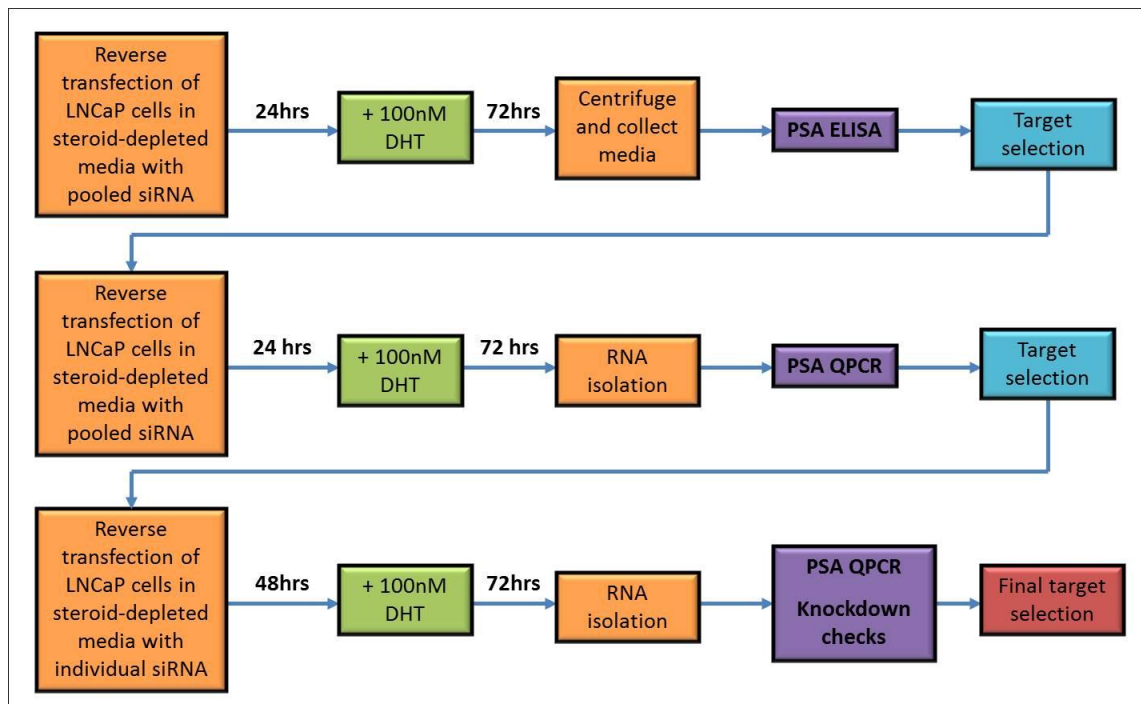 Reverse
transfection of
LNCaP cells in
steroid-depleted
media with
pooled siRNA
24hrs
+ 100nM
DHT
72hrs
Centrifuge
and collect
media
PSA ELISA
Target
selection
Reverse
transfection of
LNCaP cells in
steroid-depleted
media with
pooled siRNA
24 hrs
+ 100nM
DHT
72 hrs
RNA
isolation
PSA QPCR
Target
selection
Reverse
transfection of
LNCaP cells in
steroid-depleted
media with
individual siRNA
48hrs
+ 100nM
DHT
72hrs
RNA
isolation
PSA QPCR
Knockdown
checks
Final target
selection